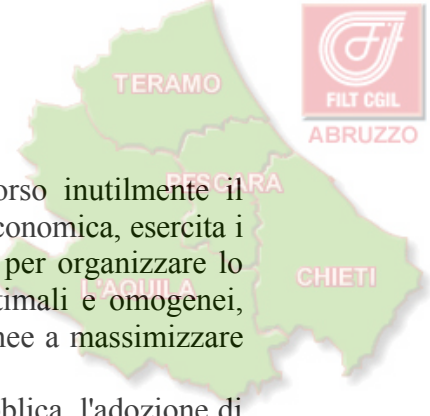 FILT CGIL
ABRUZZO
TERAMO
PESCARA
L'AQUILA
CHIETI
orso inutilmente il
conomica, esercita i
per organizzare lo
timali e omogenei,
nee a massimizzare
blica, l'adozione di